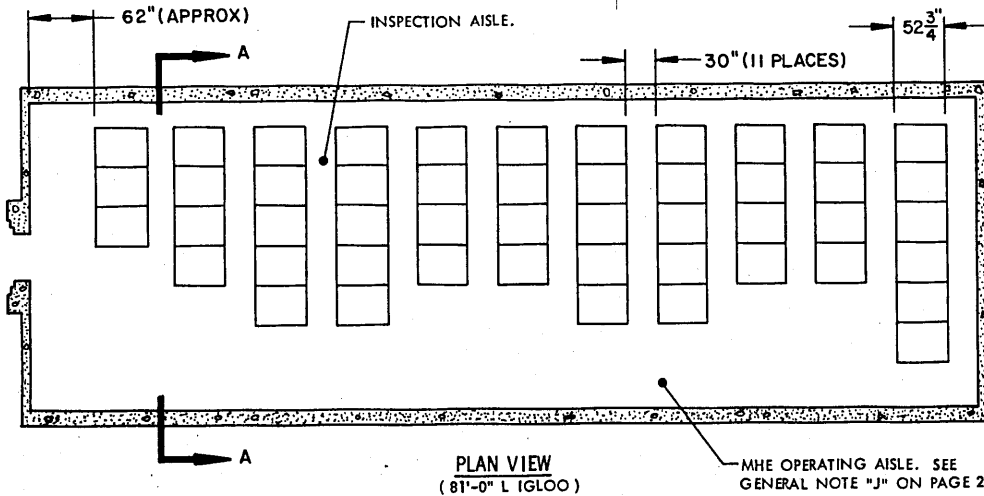 62" (APPROX)
INSPECTION AISLE.
52 3/4"
A
30" (11 PLACES)
A
PLAN VIEW
(81'-0" L IGLOO)
MHE OPERATING AISLE. SEE
GENERAL NOTE "J" ON PAGE 2